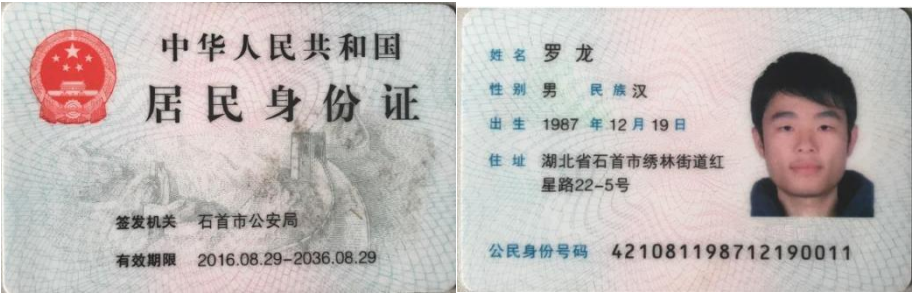 中华人民共和国
居民身份证
签发机关 石首市公安局
有效期限 2016.08.29-2036.08.29
姓名 罗龙
性别 男 民族 汉
出生 1987 年 12 月 19 日
住址 湖北省石首市绣林街道红
星路22-5号
公民身份号码 421081198712190011